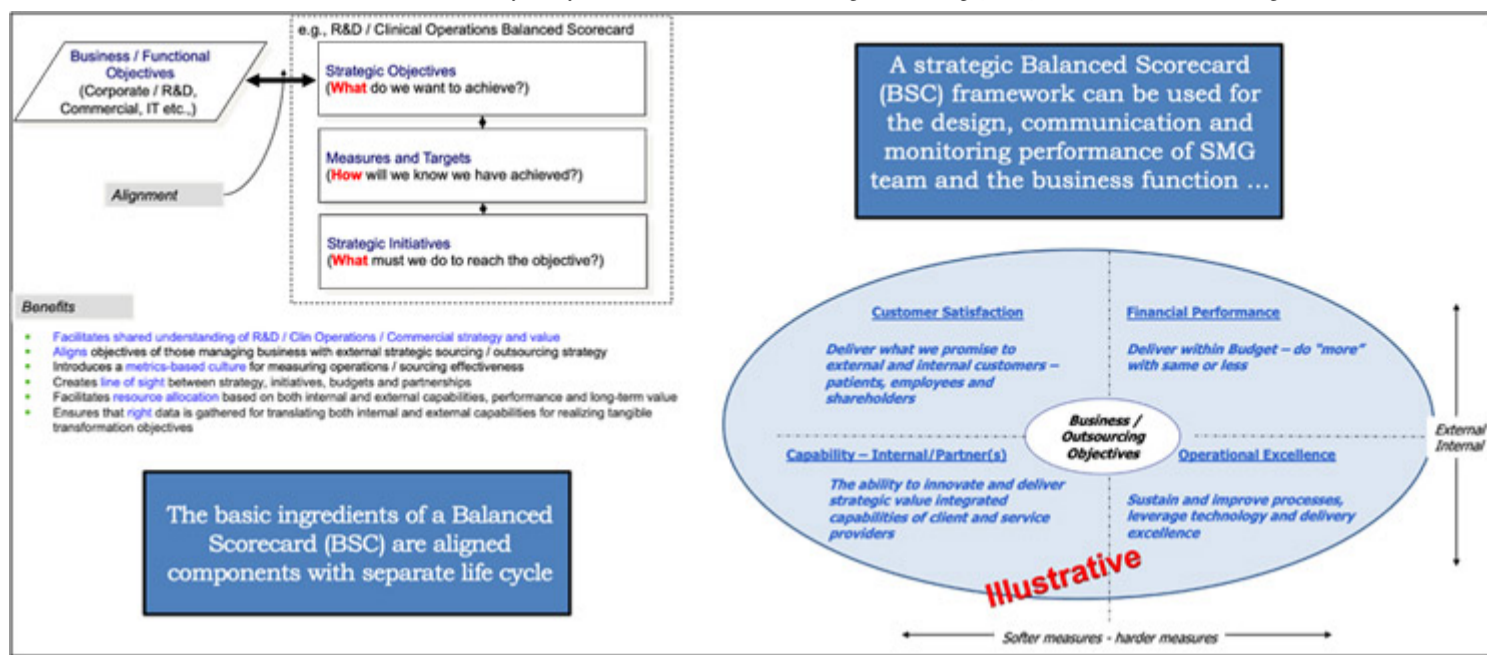 e.g., R&D / Clinical Operations Balanced Scorecard
Business / Functional
Objectives
(Corporate / R&D,
Commercial, IT etc.,)
Strategic Objectives
(What do we want to achieve?)
Measures and Targets
(How will we know we have achieved?)
Strategic Initiatives
(What must we do to reach the objective?)
Alignment
Benefits
Facilitates shared understanding of R&D / Clin Operations / Commercial strategy and value
Aligns objectives of those managing business with external strategic sourcing / outsourcing strategy
Introduces a metrics-based culture for measuring operations / sourcing effectiveness
Creates line of sight between strategy, initiatives, budgets and partnerships
Facilitates resource allocation based on both internal and external capabilities, performance and long-term value
Ensures that right data is gathered for translating both internal and external capabilities for realizing tangible
transformation objectives
The basic ingredients of a Balanced
Scorecard (BSC) are aligned
components with separate life cycle
A strategic Balanced Scorecard
(BSC) framework can be used for
the design, communication and
monitoring performance of SMG
team and the business function ...
Customer Satisfaction
Deliver what we promise to
external and internal customers –
patients, employees and
shareholders
Financial Performance
Deliver within Budget – do "more"
with same or less
Business /
Outsourcing
Objectives
Capability – Internal/Partner(s)
The ability to innovate and deliver
strategic value integrated
capabilities of client and service
providers
Operational Excellence
Sustain and improve processes,
leverage technology and delivery
excellence
External
Internal
Illustrative
Softer measures - harder measures